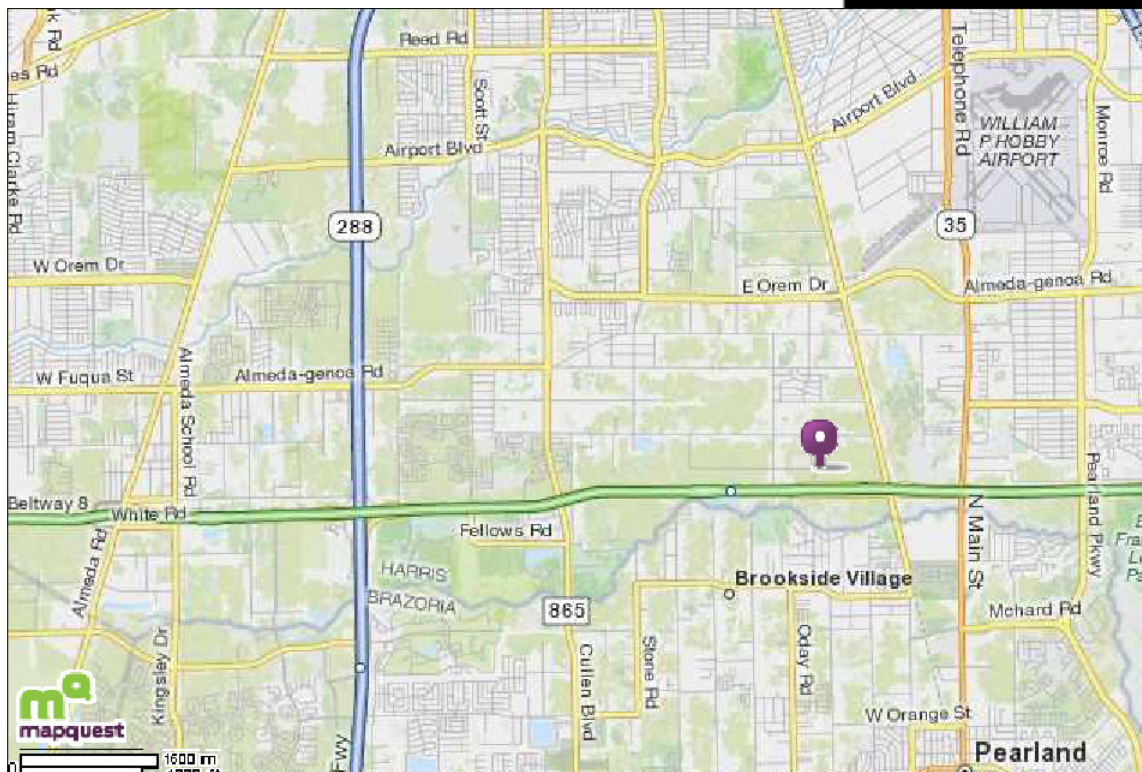 Reed Rd
Scott St
Telephone Rd
Airport Blvd
Airport Blvd
WILLIAM
P HOBBY
AIRPORT
Monroe Rd
Hiram Clarke Rd
288
35
W Orem Dr
E Orem Dr
Almeda-genoa Rd
Almeda School Rd
W Fuqua St
Almeda-genoa Rd
Beltway 8
White Rd
Fellows Rd
N Main St
Pearland Pkwy
Almeda Rd
HARRIS
BRAZORIA
Brookside Village
865
Mchard Rd
Kingsley Dr
Cullen Blvd
Stone Rd
Oday Rd
W Orange St
Pearland
Fwy
mq
mapquest
0
1600 m